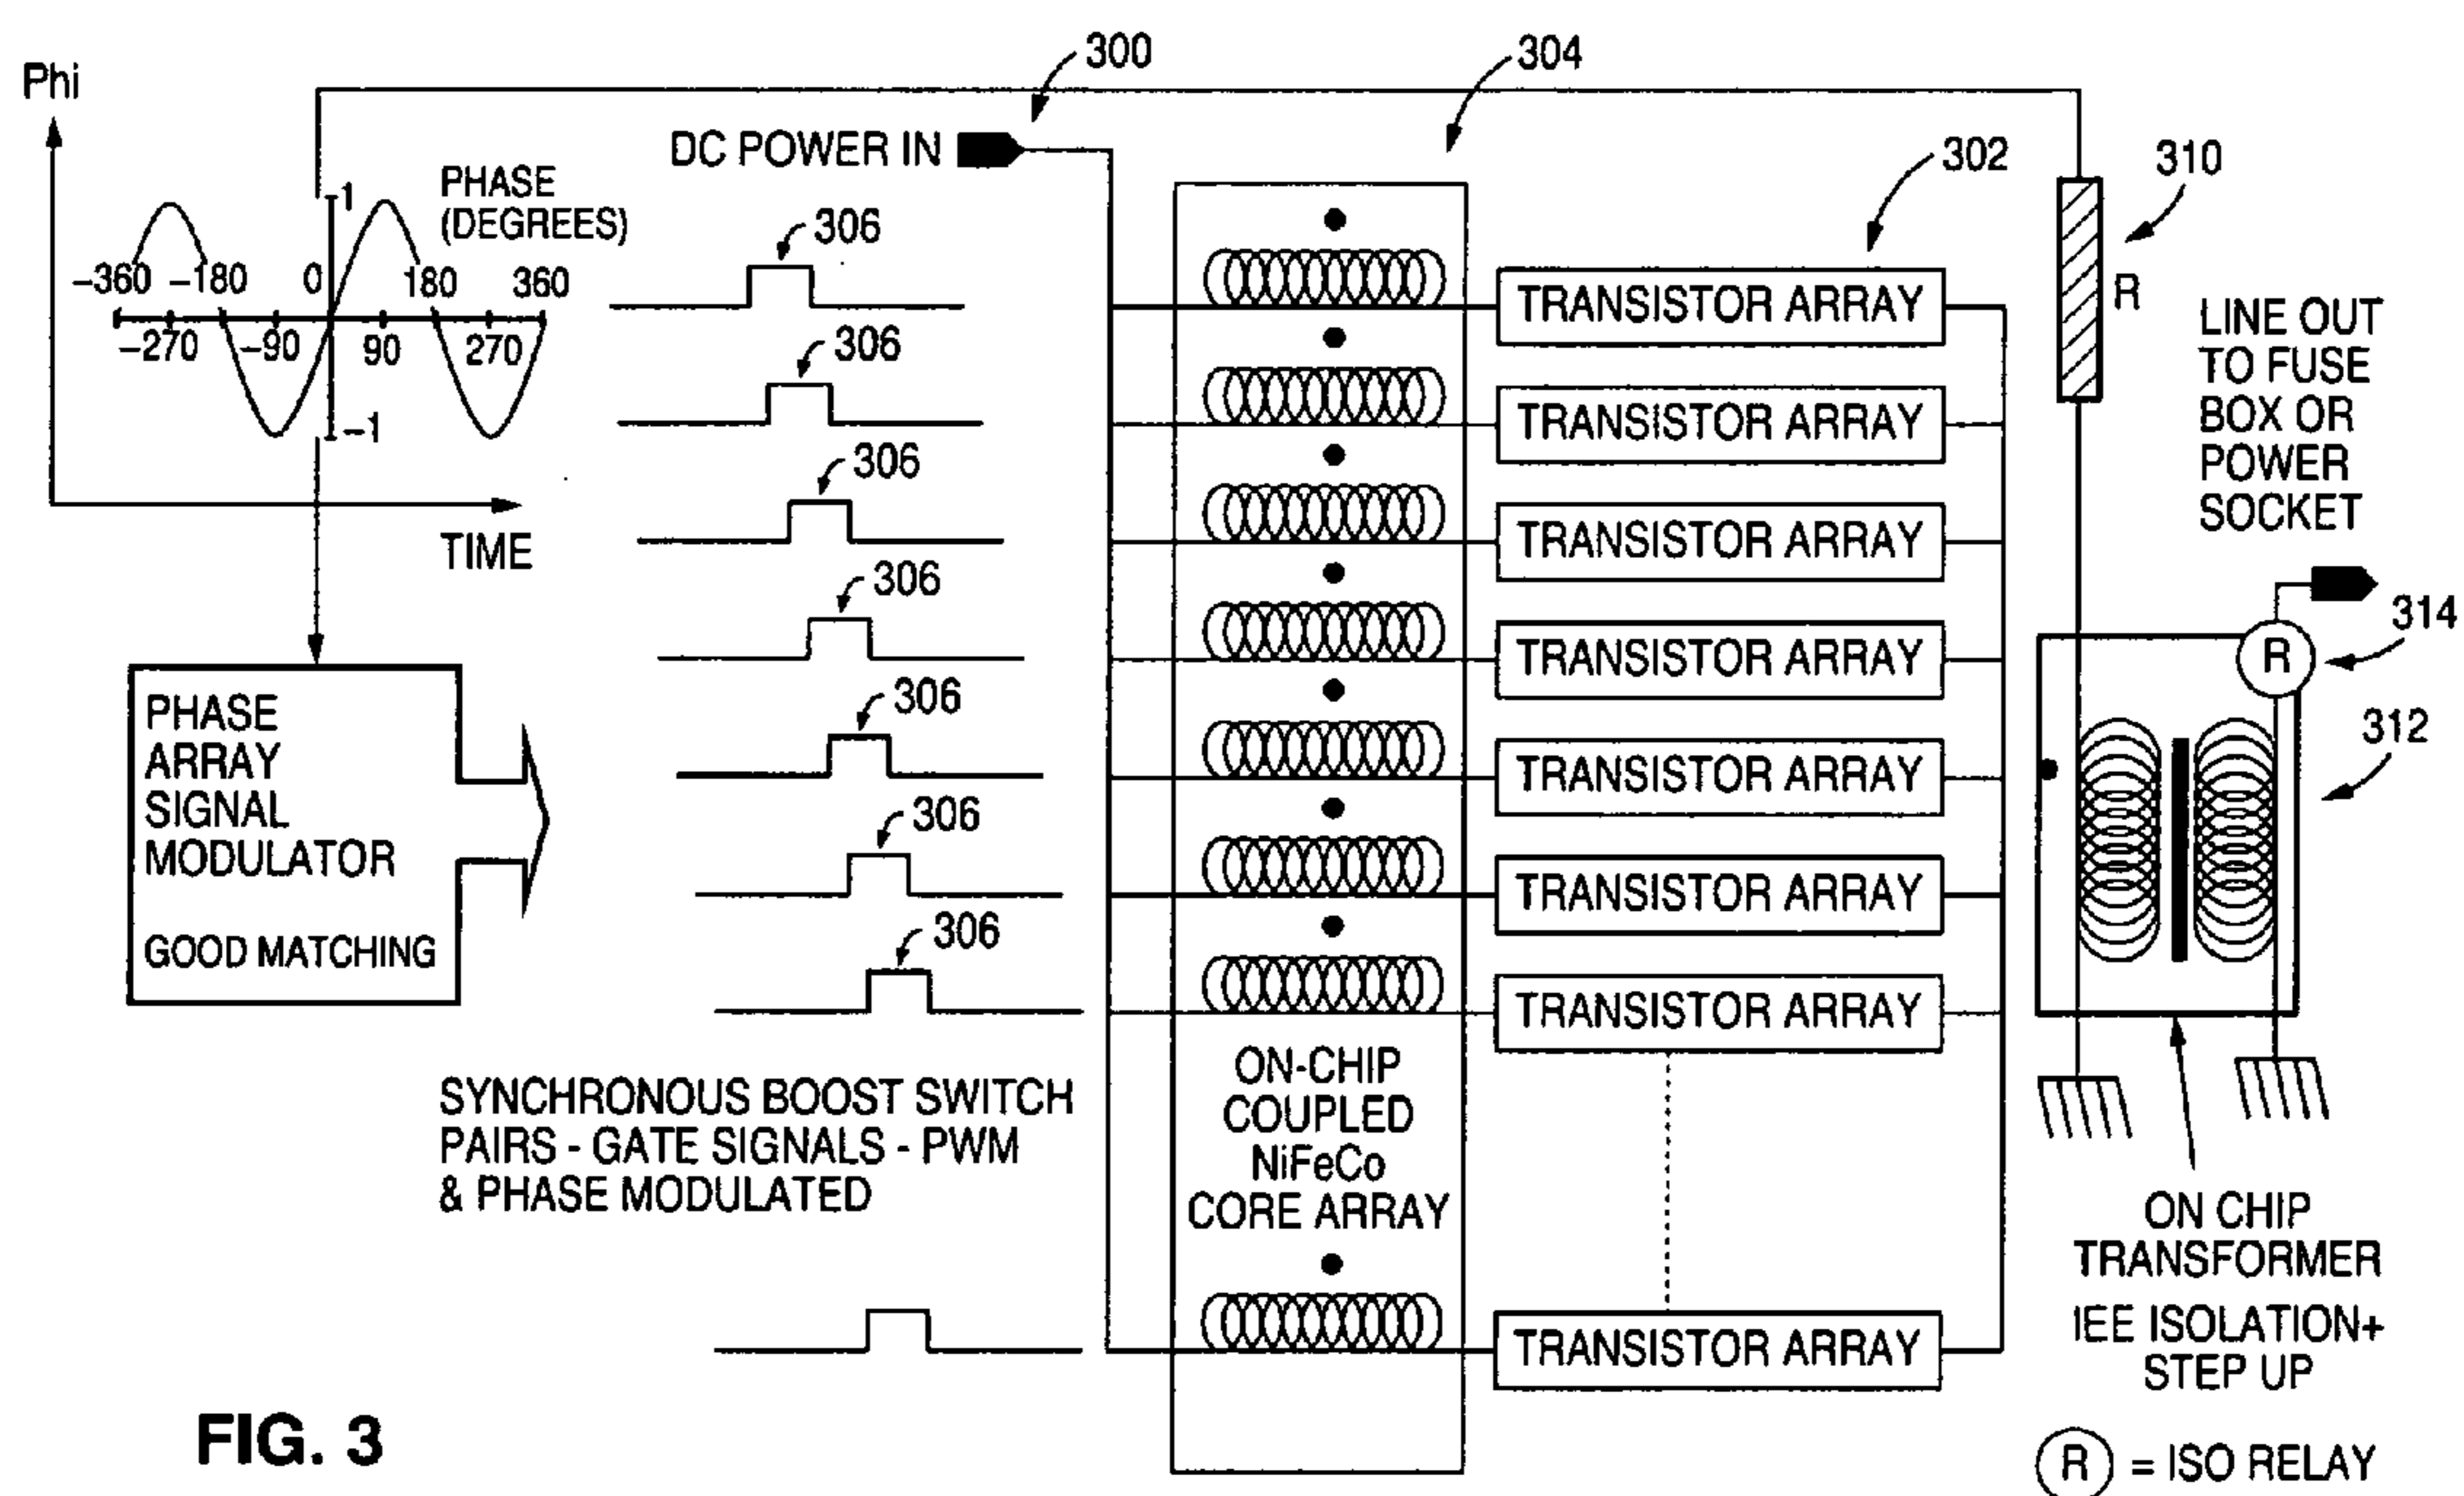 Phi
300
304
DC POWER IN
302
310
PHASE
(DEGREES)
1
-360
-180
0
180
360
-270
-90
90
270
-1
TIME
306
306
306
306
306
306
306
TRANSISTOR ARRAY
TRANSISTOR ARRAY
TRANSISTOR ARRAY
TRANSISTOR ARRAY
TRANSISTOR ARRAY
TRANSISTOR ARRAY
TRANSISTOR ARRAY
TRANSISTOR ARRAY
R
LINE OUT
TO FUSE
BOX OR
POWER
SOCKET
314
R
312
PHASE
ARRAY
SIGNAL
MODULATOR
GOOD MATCHING
SYNCHRONOUS BOOST SWITCH
PAIRS - GATE SIGNALS - PWM
& PHASE MODULATED
ON-CHIP
COUPLED
NiFeCo
CORE ARRAY
ON CHIP
TRANSFORMER
IEE ISOLATION+
STEP UP
R = ISO RELAY
FIG. 3